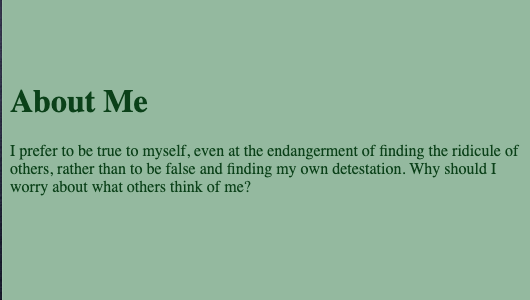 About Me
I prefer to be true to myself, even at the endangerment of finding the ridicule of
others, rather than to be false and finding my own detestation. Why should I
worry about what others think of me?